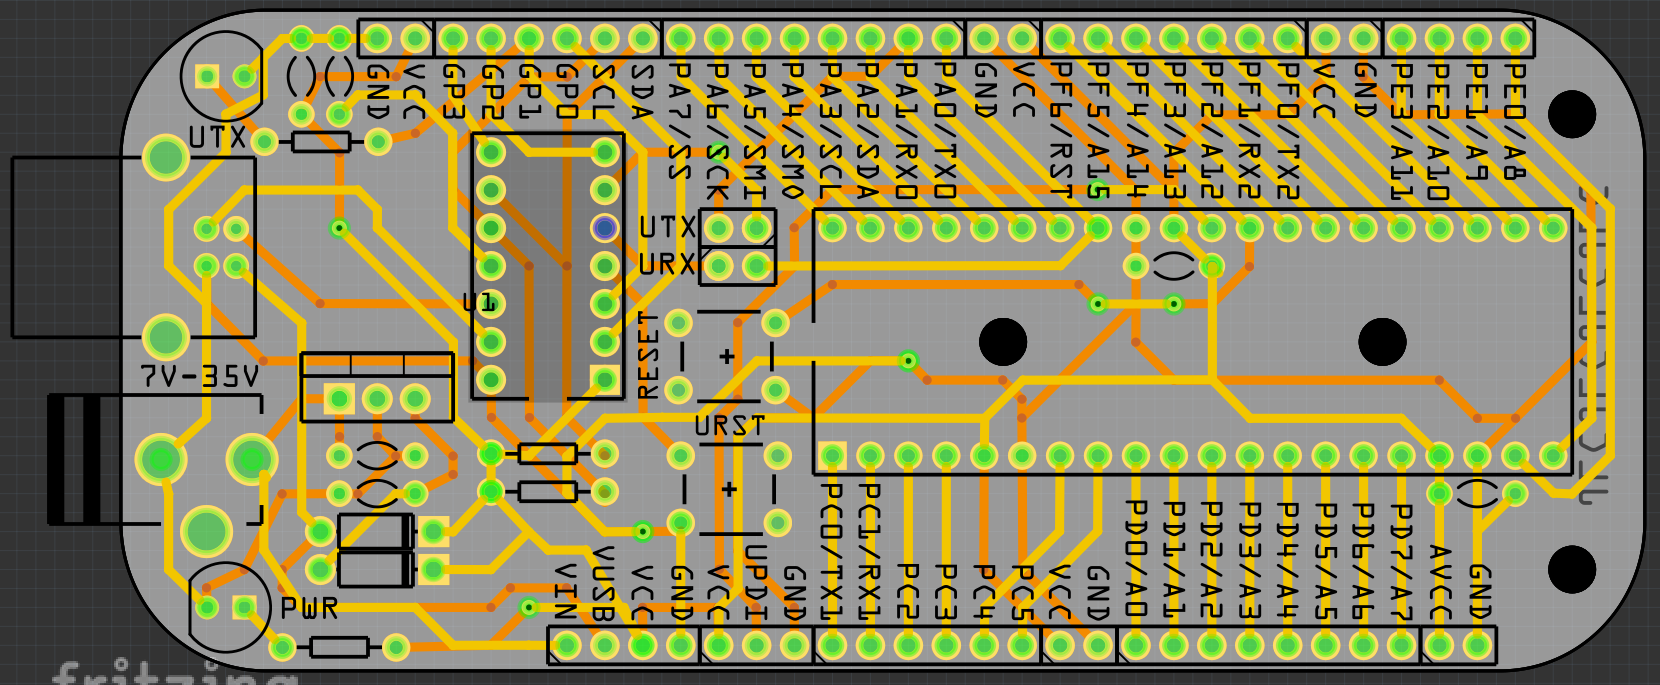 GND
VCC
GP3
GP2
GP1
GP0
SCL
SDA
PA7/SS
PA6/SCK
PA5/SMI
PA4/SMO
PA3/SCL
PA2/SDA
PA1/RX0
PA0/TX0
GND
VCC
PF6/RST
PF5/A15
PF4/A14
PF3/A13
PF2/A12
PF1/RX2
PF0/TX2
VCC
GND
PE3/A11
PE2/A10
PE1/A9
PE0/A8
UTX
UTX
URX
U1
RESET
7V-35V
URST
PWR
VIN
VUSB
VCC
GND
VCC
UPDI
GND
PC0/TX1
PC1/RX1
PC2
PC3
PC4
PC5
VCC
GND
PD0/A0
PD1/A1
PD2/A2
PD3/A3
PD4/A4
PD5/A5
PD6/A6
PD7/A7
AVCC
GND
fritzing